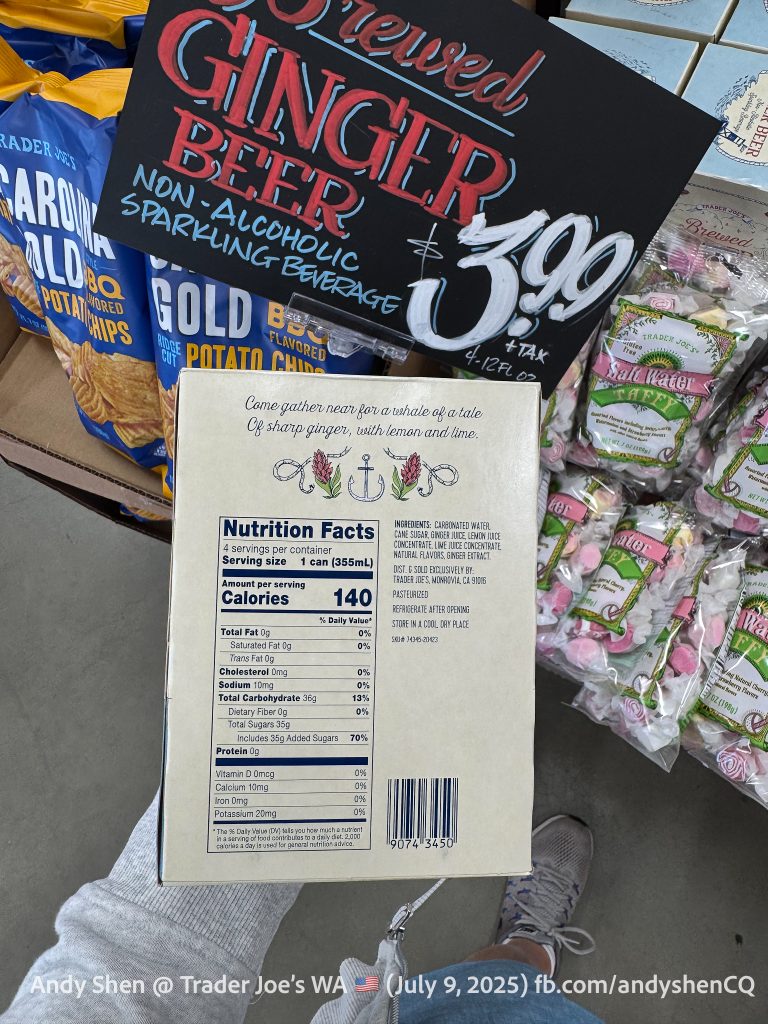 Brewed
GINGER
BEER
NON-ALCOHOLIC
SPARKLING BEVERAGE
$3.99
+TAX
4-12FL OZ
TRADER JOE'S
CAROLINA
GOLD
BBQ
FLAVORED
POTATO CHIPS
GOLD
BBQ
FLAVORED
RIDGE
CUT
POTATO CHIPS
TRADER JOE'S
Brewed
TRADER JOE'S
Salt Water
TAFFY
NET WT. 7 OZ (198g)
Come gather near for a whale of a tale
Of sharp ginger, with lemon and lime.
Nutrition Facts
4 servings per container
Serving size 1 can (355mL)
Amount per serving
Calories 140
% Daily Value*
Total Fat 0g 0%
Saturated Fat 0g 0%
Trans Fat 0g
Cholesterol 0mg 0%
Sodium 10mg 0%
Total Carbohydrate 36g 13%
Dietary Fiber 0g 0%
Total Sugars 35g
Includes 35g Added Sugars 70%
Protein 0g
Vitamin D 0mcg 0%
Calcium 10mg 0%
Iron 0mg 0%
Potassium 20mg 0%
*The % Daily Value (DV) tells you how much a nutrient
in a serving of food contributes to a daily diet. 2,000
calories a day is used for general nutrition advice.
INGREDIENTS: CARBONATED WATER,
CANE SUGAR, GINGER JUICE, LEMON JUICE
CONCENTRATE, LIME JUICE CONCENTRATE,
NATURAL FLAVORS, GINGER EXTRACT.
DIST. & SOLD EXCLUSIVELY BY:
TRADER JOE'S, MONROVIA, CA 91016
PASTEURIZED
REFRIGERATE AFTER OPENING
STORE IN A COOL, DRY PLACE
9074 3450
Andy Shen @ Trader Joe's WA 🇺🇸 (July 9, 2025) fb.com/andyshenCQ